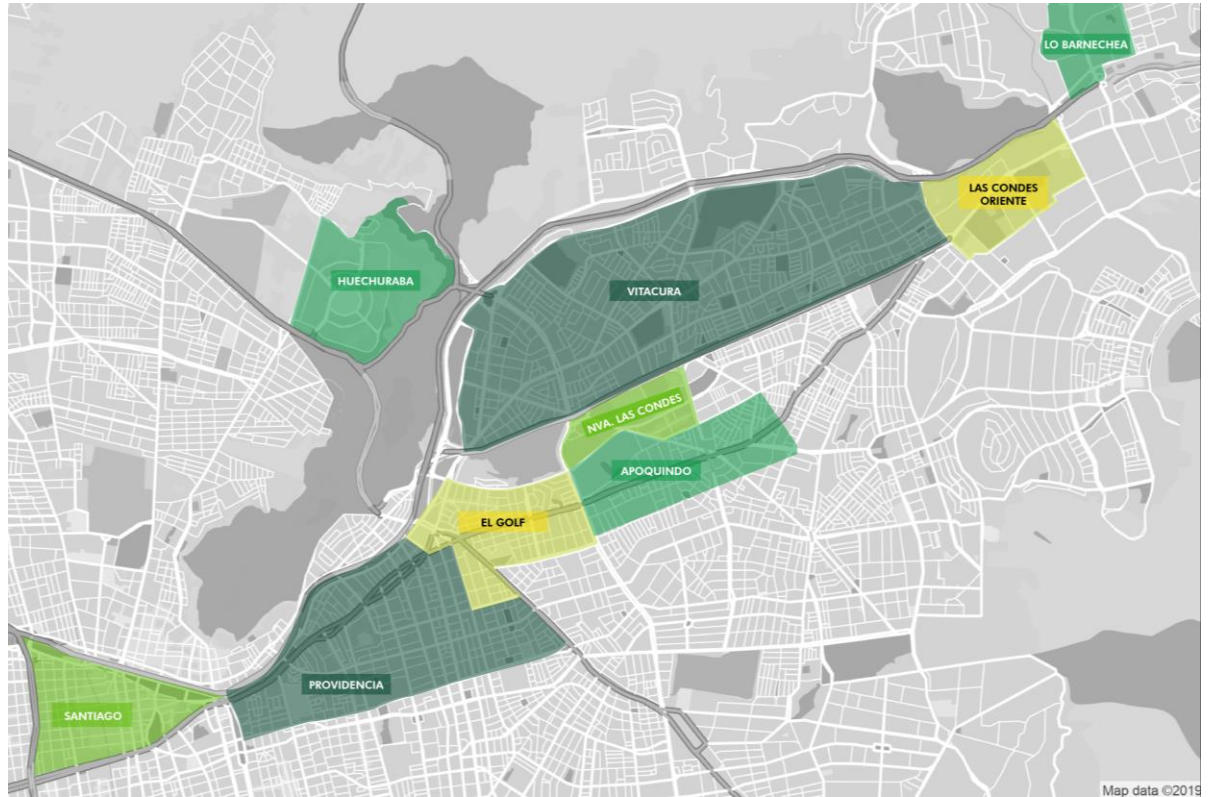 LO BARNECHEA
LAS CONDES
ORIENTE
HUECHURABA
VITACURA
NVA. LAS CONDES
APOQUINDO
EL GOLF
PROVIDENCIA
SANTIAGO
Map data ©2019